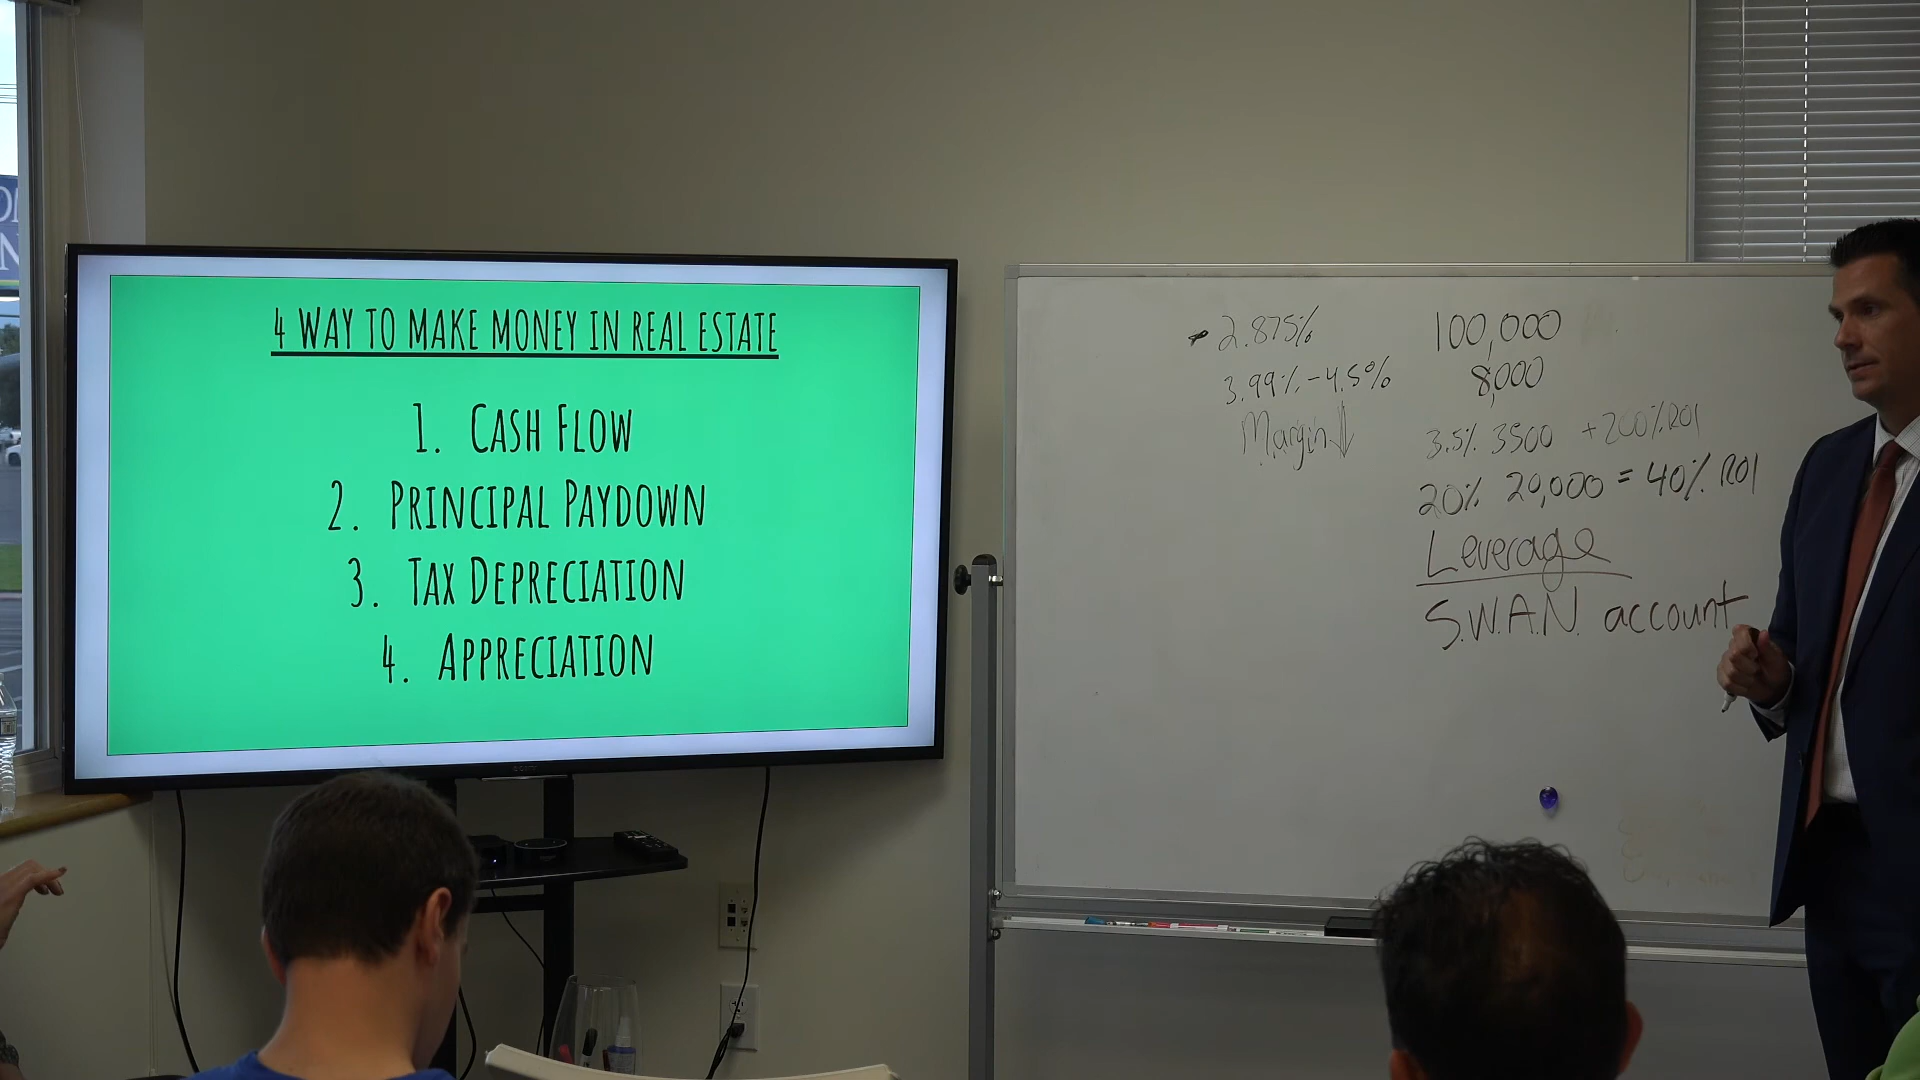 4 WAY TO MAKE MONEY IN REAL ESTATE
1. CASH FLOW
2. PRINCIPAL PAYDOWN
3. TAX DEPRECIATION
4. APPRECIATION
2.875%
3.99% - 4.5%
Margin
100,000
8,000
3.5% 3500 +200% ROI
20% 20,000 = 40% ROI
Leverage
S.W.A.N. account